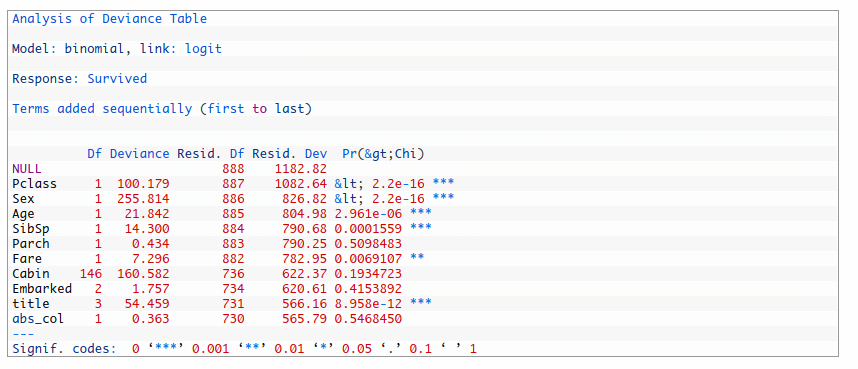 Analysis of Deviance Table
Model: binomial, link: logit
Response: Survived
Terms added sequentially (first to last)
Df Deviance Resid. Df Resid. Dev  Pr(&gt;Chi)
NULL                        888    1182.82
Pclass     1  100.179       887    1082.64 &lt; 2.2e-16 ***
Sex        1  255.814       886     826.82 &lt; 2.2e-16 ***
Age        1   21.842       885     804.98 2.961e-06 ***
SibSp      1   14.300       884     790.68 0.0001559 ***
Parch      1    0.434       883     790.25 0.5098483
Fare       1    7.296       882     782.95 0.0069107 **
Cabin    146  160.582       736     622.37 0.1934723
Embarked   2    1.757       734     620.61 0.4153892
title      3   54.459       731     566.16 8.958e-12 ***
abs_col    1    0.363       730     565.79 0.5468450
---
Signif. codes:  0 ‘***’ 0.001 ‘**’ 0.01 ‘*’ 0.05 ‘.’ 0.1 ‘ ’ 1